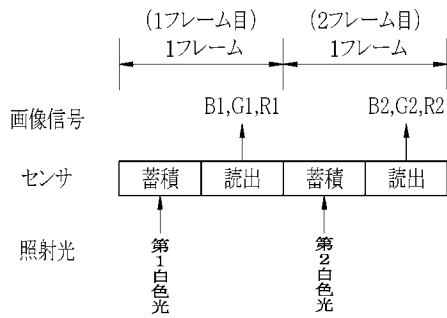 (1フレーム目) (2フレーム目)
1フレーム 1フレーム
画像信号 B1,G1,R1 B2,G2,R2
センサ 蓄積 読出 蓄積 読出
照射光
第1白色光
第2白色光